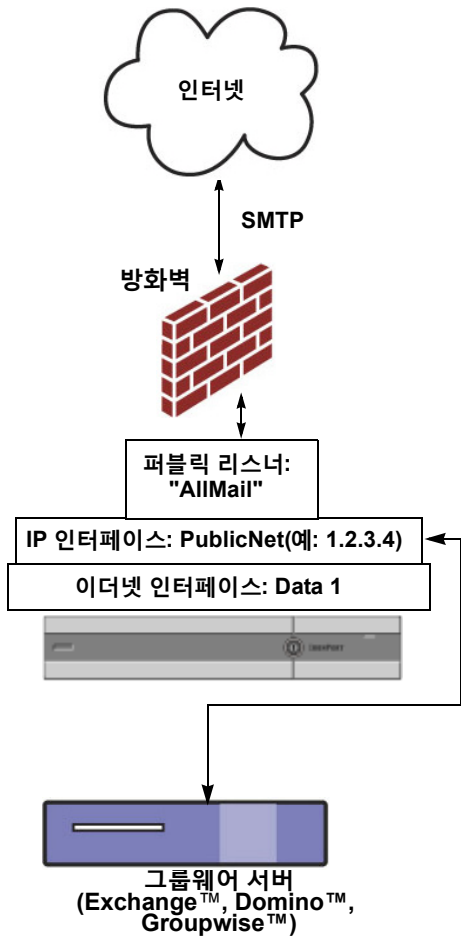 인터넷
SMTP
방화벽
퍼블릭 리스너:
"AllMail"
IP 인터페이스: PublicNet(예: 1.2.3.4)
이더넷 인터페이스: Data 1
IRONPORT
그룹웨어 서버
(Exchange™, Domino™,
Groupwise™)